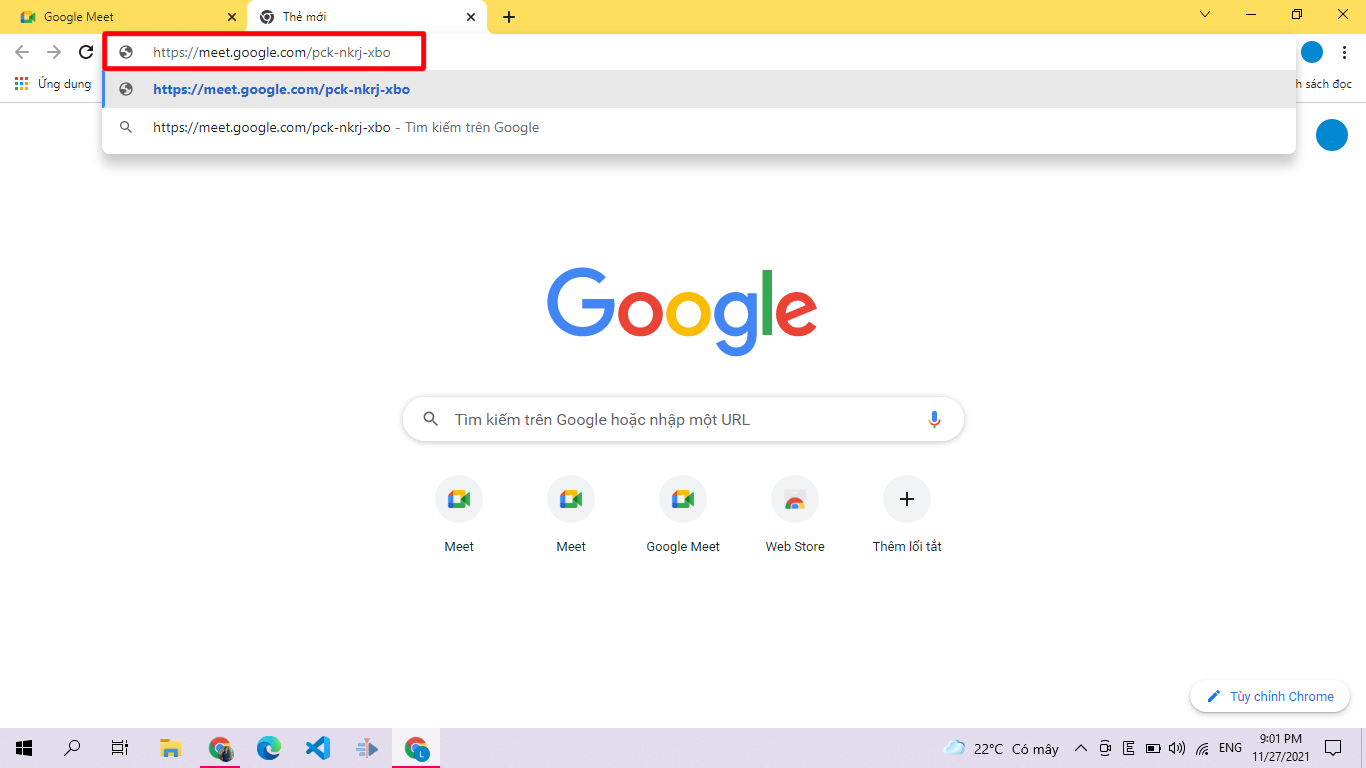 Google Meet
Thẻ mới
https://meet.google.com/pck-nkrj-xbo
Ứng dụng
https://meet.google.com/pck-nkrj-xbo
h sách đọc
https://meet.google.com/pck-nkrj-xbo - Tìm kiếm trên Google
Google
Tìm kiếm trên Google hoặc nhập một URL
Meet
Meet
Google Meet
Web Store
Thêm lối tắt
Tùy chỉnh Chrome
L
22°C Có mây
ENG
9:01 PM
11/27/2021